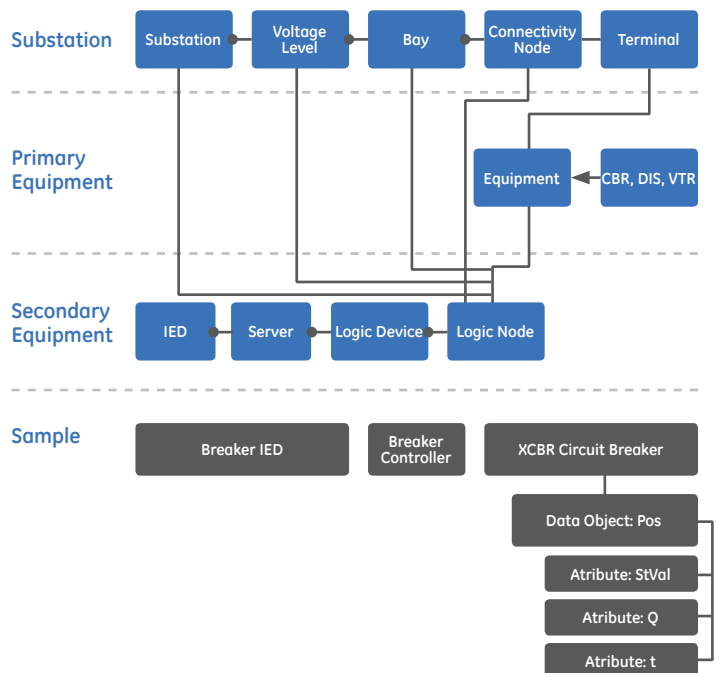 Substation
Substation
Voltage
Level
Bay
Connectivity
Node
Terminal
Primary
Equipment
Equipment
CBR, DIS, VTR
Secondary
Equipment
IED
Server
Logic Device
Logic Node
Sample
Breaker IED
Breaker
Controller
XCBR Circuit Breaker
Data Object: Pos
Atribute: StVal
Atribute: Q
Atribute: t